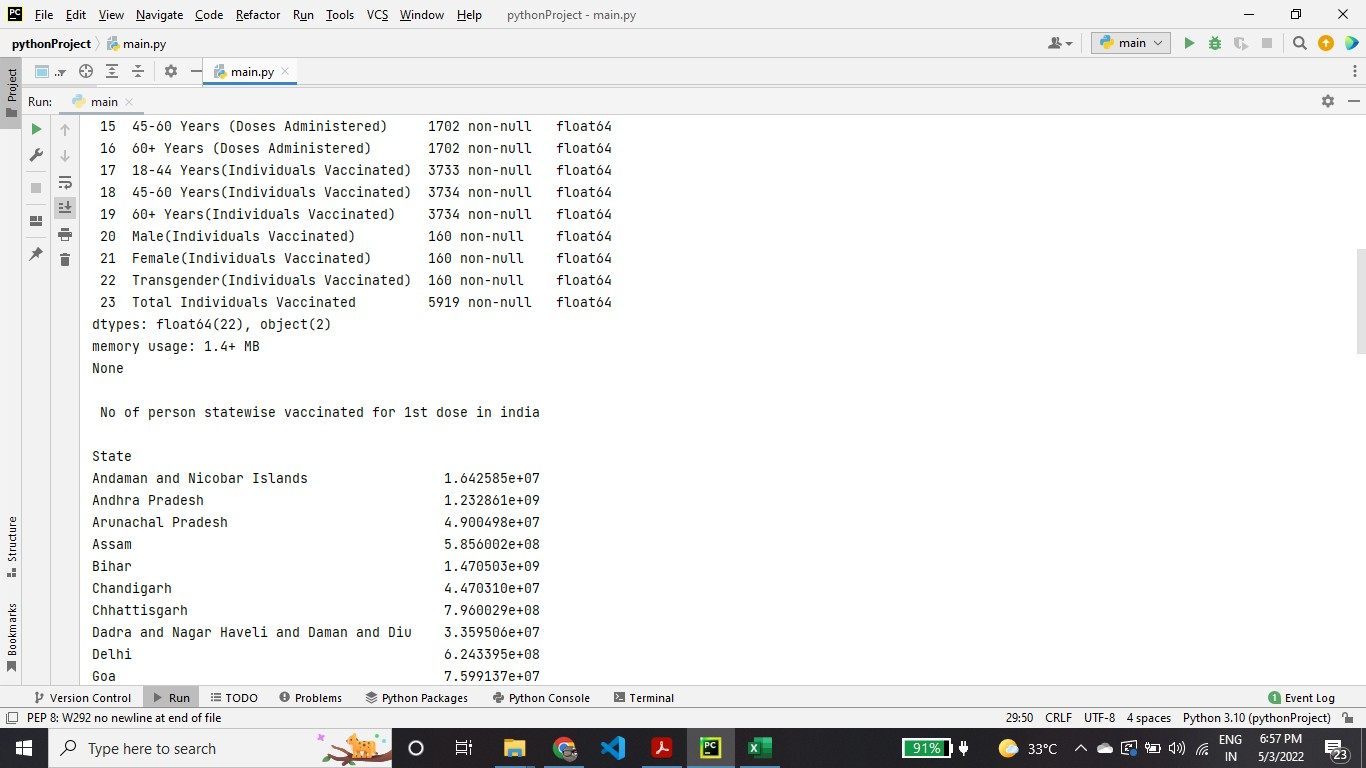 PC File Edit View Navigate Code Refactor Run Tools VCS Window Help pythonProject - main.py
pythonProject main.py main
Project .. main.py
Run: main
15 45-60 Years (Doses Administered) 1702 non-null float64
16 60+ Years (Doses Administered) 1702 non-null float64
17 18-44 Years(Individuals Vaccinated) 3733 non-null float64
18 45-60 Years(Individuals Vaccinated) 3734 non-null float64
19 60+ Years(Individuals Vaccinated) 3734 non-null float64
20 Male(Individuals Vaccinated) 160 non-null float64
21 Female(Individuals Vaccinated) 160 non-null float64
22 Transgender(Individuals Vaccinated) 160 non-null float64
23 Total Individuals Vaccinated 5919 non-null float64
dtypes: float64(22), object(2)
memory usage: 1.4+ MB
None
No of person statewise vaccinated for 1st dose in india
State
Andaman and Nicobar Islands 1.642585e+07
Andhra Pradesh 1.232861e+09
Arunachal Pradesh 4.900498e+07
Assam 5.856002e+08
Bihar 1.470503e+09
Chandigarh 4.470310e+07
Chhattisgarh 7.960029e+08
Dadra and Nagar Haveli and Daman and Diu 3.359506e+07
Delhi 6.243395e+08
Goa 7.599137e+07
Structure
Bookmarks
Version Control Run TODO Problems Python Packages Python Console Terminal 1 Event Log
PEP 8: W292 no newline at end of file 29:50 CRLF UTF-8 4 spaces Python 3.10 (pythonProject)
Type here to search PC 91% 33°C ENG 6:57 PM
IN 5/3/2022 23